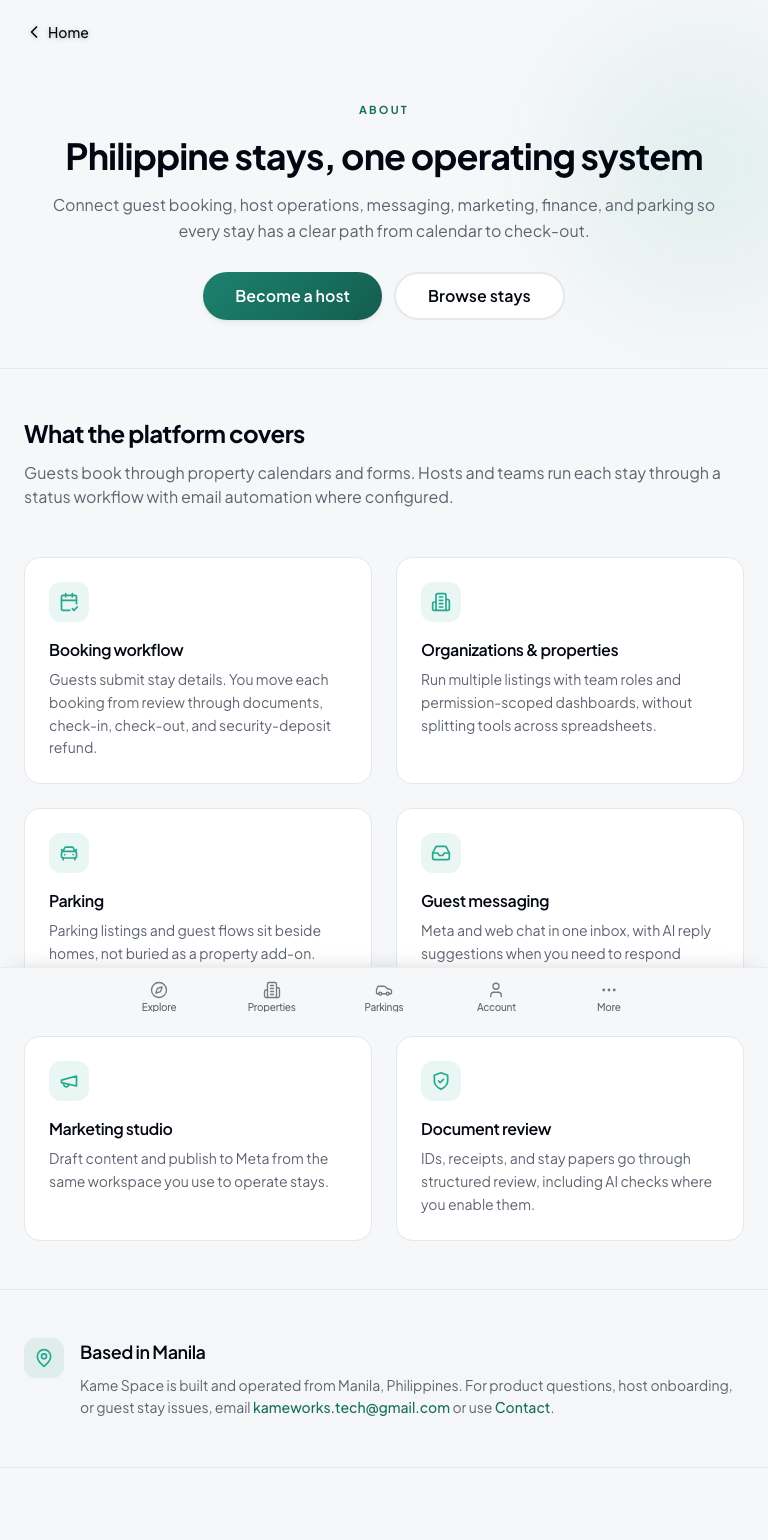 Home
ABOUT
Philippine stays, one operating system
Connect guest booking, host operations, messaging, marketing, finance, and parking so
every stay has a clear path from calendar to check-out.
Become a host
Browse stays
What the platform covers
Guests book through property calendars and forms. Hosts and teams run each stay through a
status workflow with email automation where configured.
Booking workflow
Guests submit stay details. You move each
booking from review through documents,
check-in, check-out, and security-deposit
refund.
Organizations & properties
Run multiple listings with team roles and
permission-scoped dashboards, without
splitting tools across spreadsheets.
Parking
Parking listings and guest flows sit beside
homes, not buried as a property add-on.
Guest messaging
Meta and web chat in one inbox, with AI reply
suggestions when you need to respond
Explore
Properties
Parkings
Account
More
Marketing studio
Draft content and publish to Meta from the
same workspace you use to operate stays.
Document review
IDs, receipts, and stay papers go through
structured review, including AI checks where
you enable them.
Based in Manila
Kame Space is built and operated from Manila, Philippines. For product questions, host onboarding,
or guest stay issues, email kameworks.tech@gmail.com or use Contact.